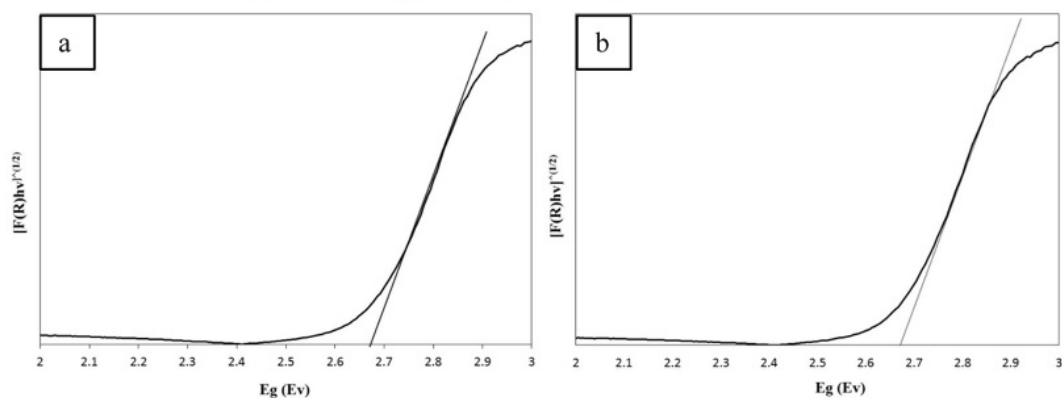 a
[F(R)hv]^(1/2)
2 2.1 2.2 2.3 2.4 2.5 2.6 2.7 2.8 2.9 3
Eg (Ev)
b
[F(R)hv]^(1/2)
2 2.1 2.2 2.3 2.4 2.5 2.6 2.7 2.8 2.9 3
Eg (Ev)